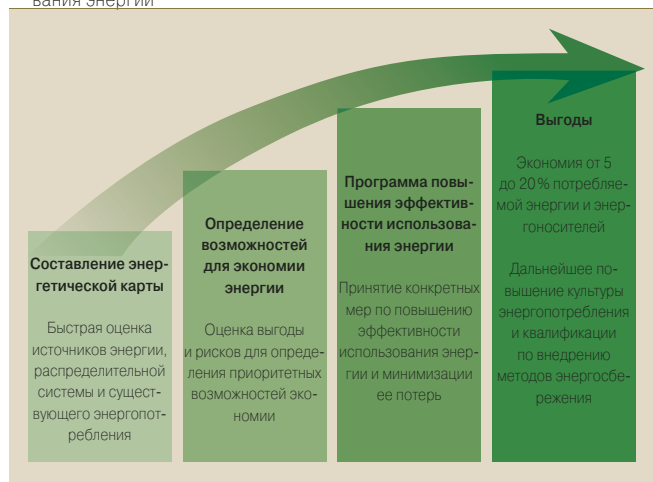 вания энергии
Составление энер-
гетической карты
Быстрая оценка
источников энергии,
распределительной
системы и сущест-
вующего энергопот-
ребления
Определение
возможностей
для экономии
энергии
Оценка выгоды
и рисков для опреде-
ления приоритетных
возможностей эко-
номии
Программа повы-
шения эффектив-
ности использова-
ния энергии
Принятие конкретных
мер по повышению
эффективности
использования энер-
гии и минимизации
ее потерь
Выгоды
Экономия от 5
до 20 % потребляе-
мой энергии и энер-
гоносителей
Дальнейшее по-
вышение культуры
энергопотребления
и квалификации
по внедрению
методов энергосбе-
режения